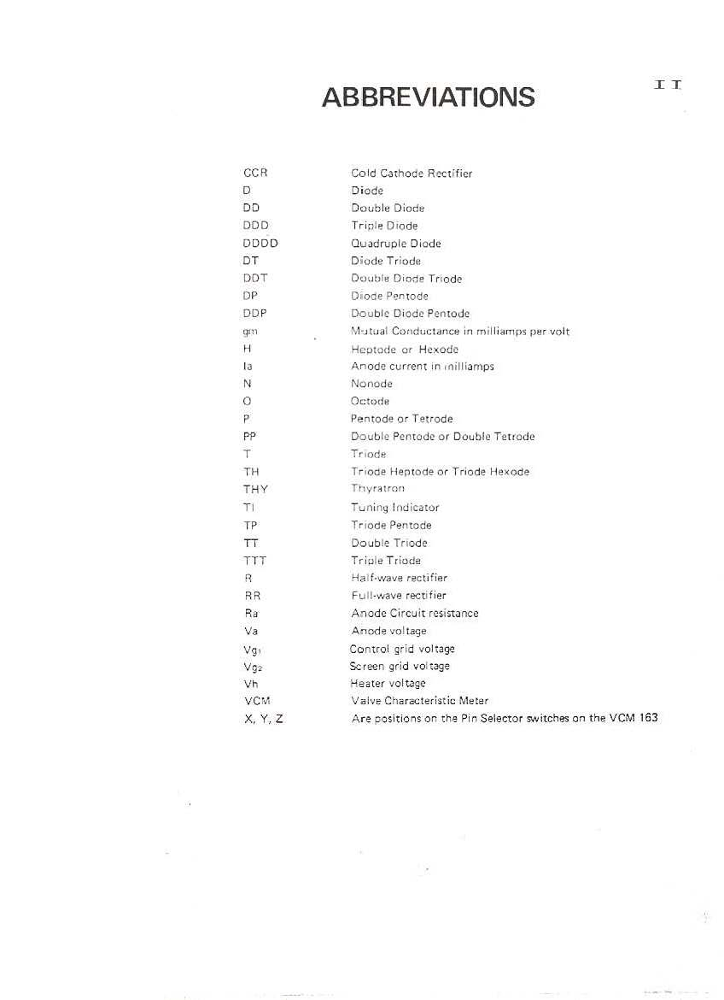 I I
ABBREVIATIONS
CCR Cold Cathode Rectifier
D Diode
DD Double Diode
DDD Triple Diode
DDDD Quadruple Diode
DT Diode Triode
DDT Double Diode Triode
DP Diode Pentode
DDP Double Diode Pentode
gm Mutual Conductance in milliamps per volt
H Heptode or Hexode
Ia Anode current in milliamps
N Nonode
O Octode
P Pentode or Tetrode
PP Double Pentode or Double Tetrode
T Triode
TH Triode Heptode or Triode Hexode
THY Thyratron
TI Tuning Indicator
TP Triode Pentode
TT Double Triode
TTT Triple Triode
R Half-wave rectifier
RR Full-wave rectifier
Ra Anode Circuit resistance
Va Anode voltage
Vg1 Control grid voltage
Vg2 Screen grid voltage
Vh Heater voltage
VCM Valve Characteristic Meter
X, Y, Z Are positions on the Pin Selector switches on the VCM 163